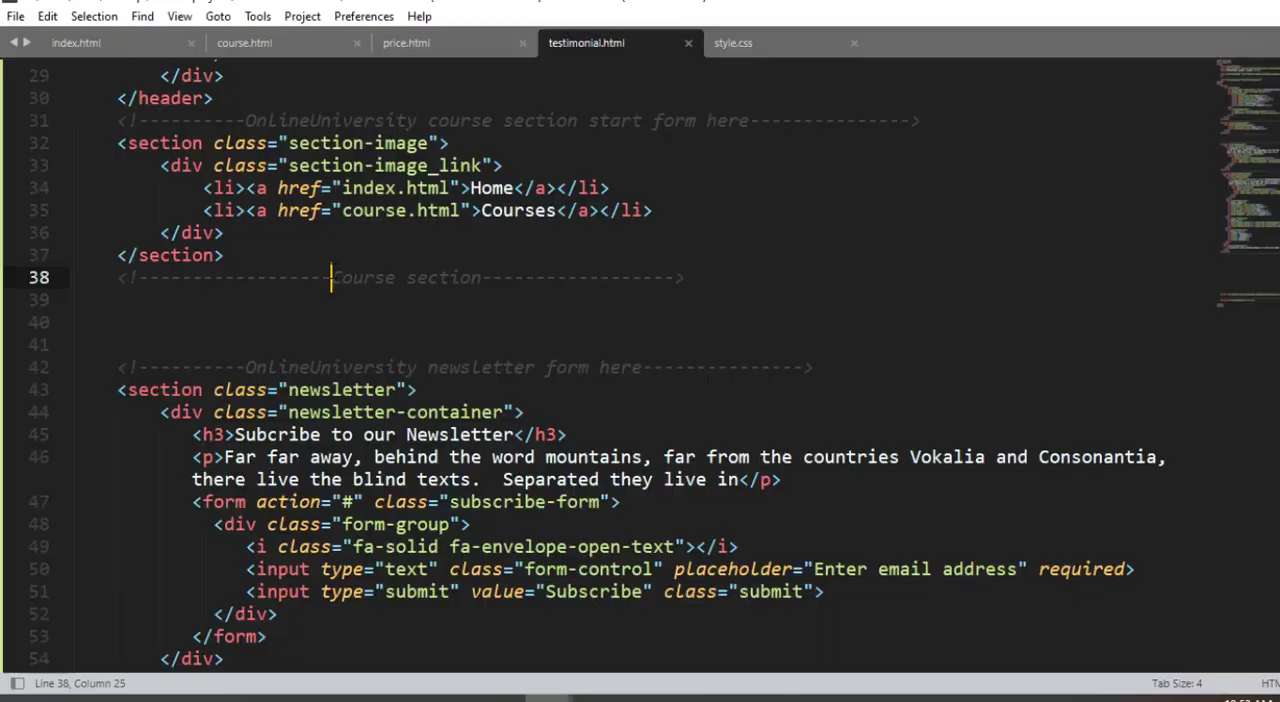 File Edit Selection Find View Goto Tools Project Preferences Help
index.html × course.html × price.html × testimonial.html × style.css ×
29 </div>
30 </header>
31 <!----------OnlineUniversity course section start form here--------------->
32 <section class="section-image">
33 <div class="section-image_link">
34 <li><a href="index.html">Home</a></li>
35 <li><a href="course.html">Courses</a></li>
36 </div>
37 </section>
38 <!------------------Course section------------------>
39
40
41
42 <!----------OnlineUniversity newsletter form here--------------->
43 <section class="newsletter">
44 <div class="newsletter-container">
45 <h3>Subcribe to our Newsletter</h3>
46 <p>Far far away, behind the word mountains, far from the countries Vokalia and Consonantia,
there live the blind texts.  Separated they live in</p>
47 <form action="#" class="subscribe-form">
48 <div class="form-group">
49 <i class="fa-solid fa-envelope-open-text"></i>
50 <input type="text" class="form-control" placeholder="Enter email address" required>
51 <input type="submit" value="Subscribe" class="submit">
52 </div>
53 </form>
54 </div>
Line 38, Column 25 Tab Size: 4